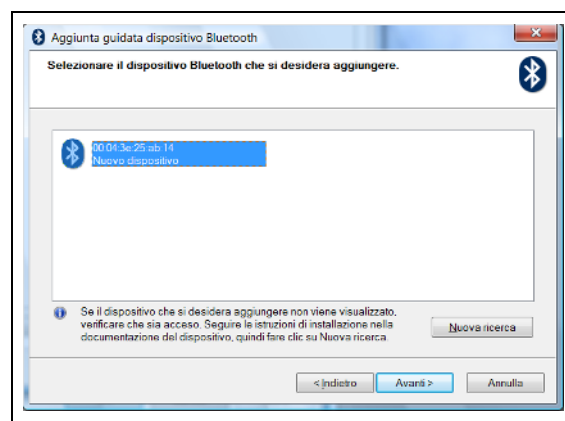 Aggiunta guidata dispositivo Bluetooth
Selezionare il dispositivo Bluetooth che si desidera aggiungere.
00:04:3e:25:ab:14
Nuovo dispositivo
Se il dispositivo che si desidera aggiungere non viene visualizzato,
verificare che sia acceso. Seguire le istruzioni di installazione nella
documentazione del dispositivo, quindi fare clic su Nuova ricerca.
Nuova ricerca
< Indietro
Avanti >
Annulla